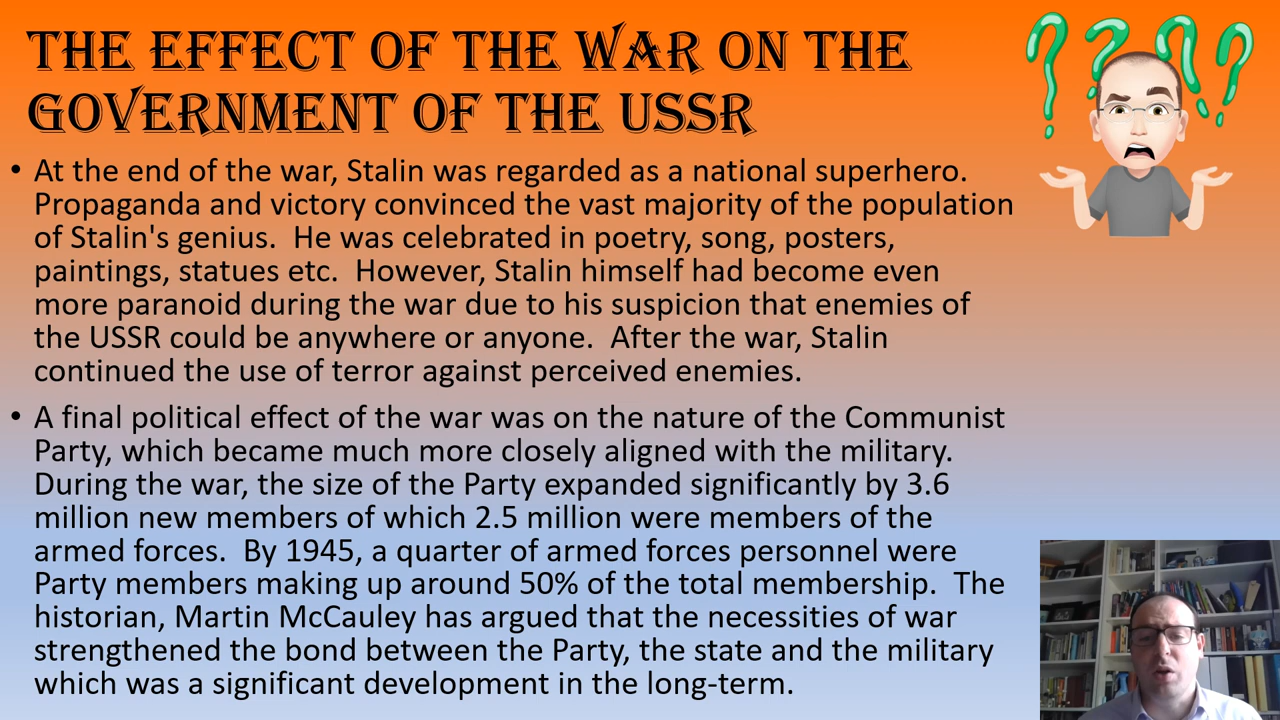 The Effect of the War on the
Government of the USSR
• At the end of the war, Stalin was regarded as a national superhero.
Propaganda and victory convinced the vast majority of the population
of Stalin's genius.  He was celebrated in poetry, song, posters,
paintings, statues etc.  However, Stalin himself had become even
more paranoid during the war due to his suspicion that enemies of
the USSR could be anywhere or anyone.  After the war, Stalin
continued the use of terror against perceived enemies.
• A final political effect of the war was on the nature of the Communist
Party, which became much more closely aligned with the military.
During the war, the size of the Party expanded significantly by 3.6
million new members of which 2.5 million were members of the
armed forces.  By 1945, a quarter of armed forces personnel were
Party members making up around 50% of the total membership.  The
historian, Martin McCauley has argued that the necessities of war
strengthened the bond between the Party, the state and the military
which was a significant development in the long-term.
????